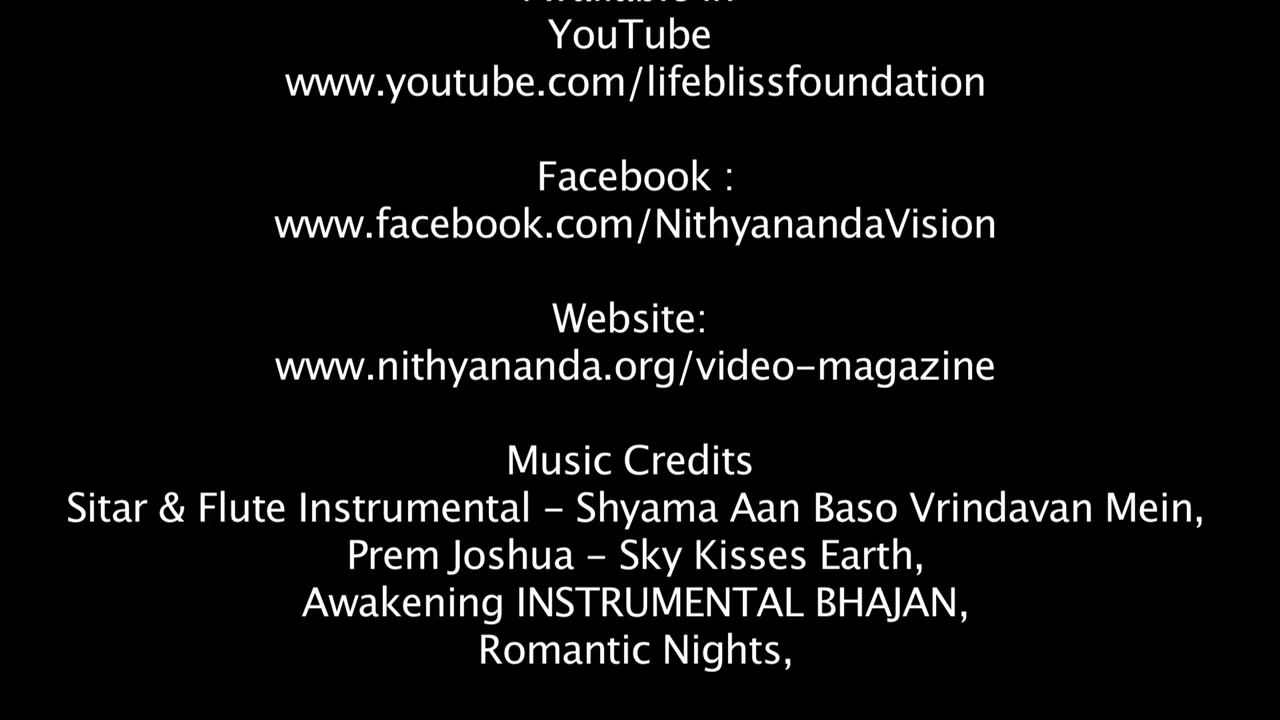 YouTube
www.youtube.com/lifeblissfoundation
Facebook :
www.facebook.com/NithyanandaVision
Website:
www.nithyananda.org/video-magazine
Music Credits
Sitar & Flute Instrumental - Shyama Aan Baso Vrindavan Mein,
Prem Joshua - Sky Kisses Earth,
Awakening INSTRUMENTAL BHAJAN,
Romantic Nights,